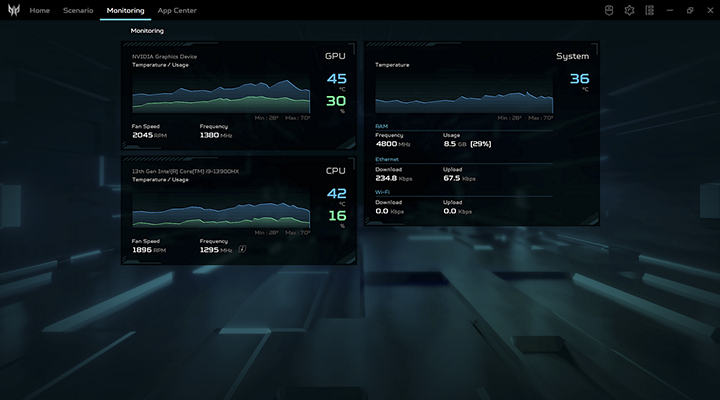 Home Scenario Monitoring App Center
Monitoring
NVIDIA Graphics Device GPU
Temperature / Usage
45
°C
30
%
Min : 28° Max : 70°
Fan Speed Frequency
2045 RPM 1380 MHz
13th Gen Intel(R) Core(TM) i9-13900HX CPU
Temperature / Usage
42
°C
16
%
Min : 28° Max : 70°
Fan Speed Frequency
1896 RPM 1295 MHz i
System
Temperature
36
°C
Min : 28° Max : 70°
RAM
Frequency Usage
4800 MHz 8.5 GB (29%)
Ethernet
Download Upload
234.8 Kbps 67.5 Kbps
Wi-Fi
Download Upload
0.0 Kbps 0.0 Kbps